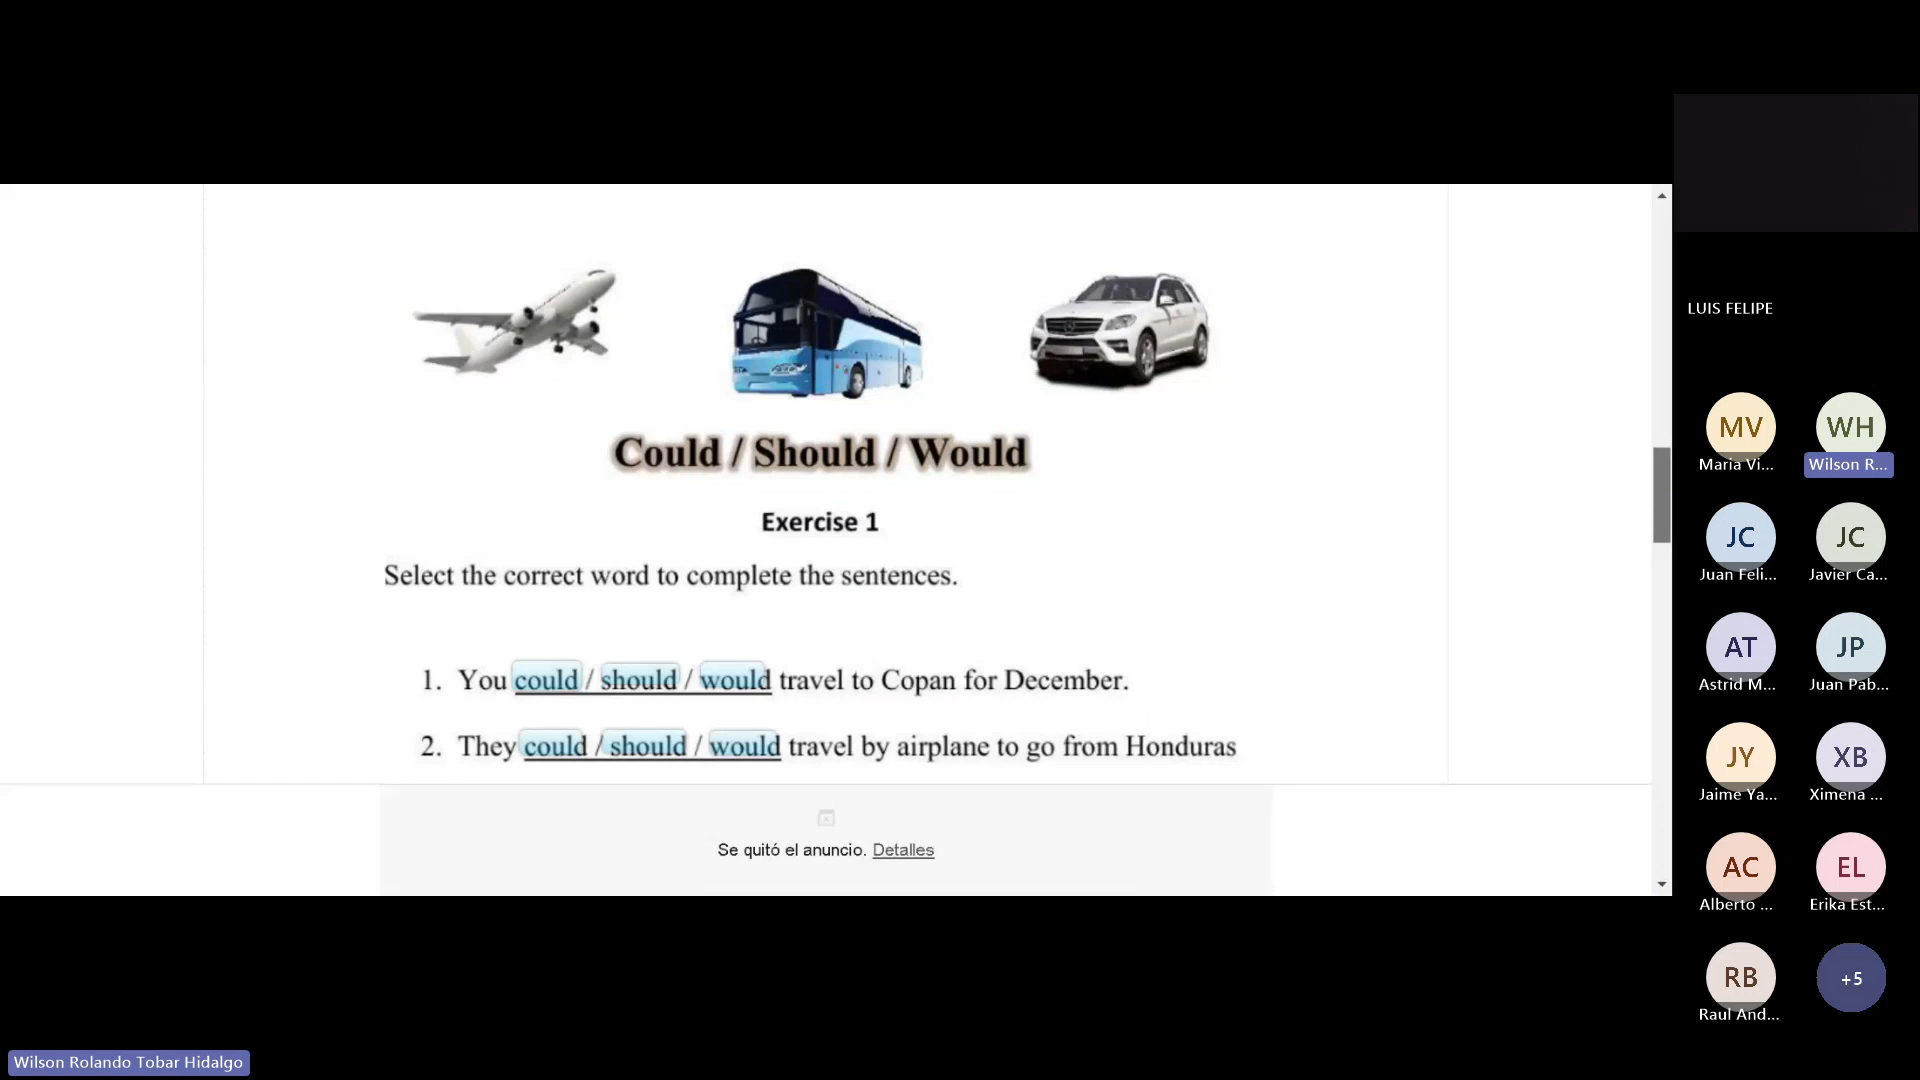 Could / Should / Would
Exercise 1
Select the correct word to complete the sentences.
1. You could / should / would travel to Copan for December.
2. They could / should / would travel by airplane to go from Honduras
Se quitó el anuncio. Detalles
LUIS FELIPE
MV WH
Maria Vi... Wilson R...
JC JC
Juan Feli... Javier Ca...
AT JP
Astrid M... Juan Pab...
JY XB
Jaime Ya... Ximena ...
AC EL
Alberto ... Erika Est...
RB +5
Raul And...
Wilson Rolando Tobar Hidalgo